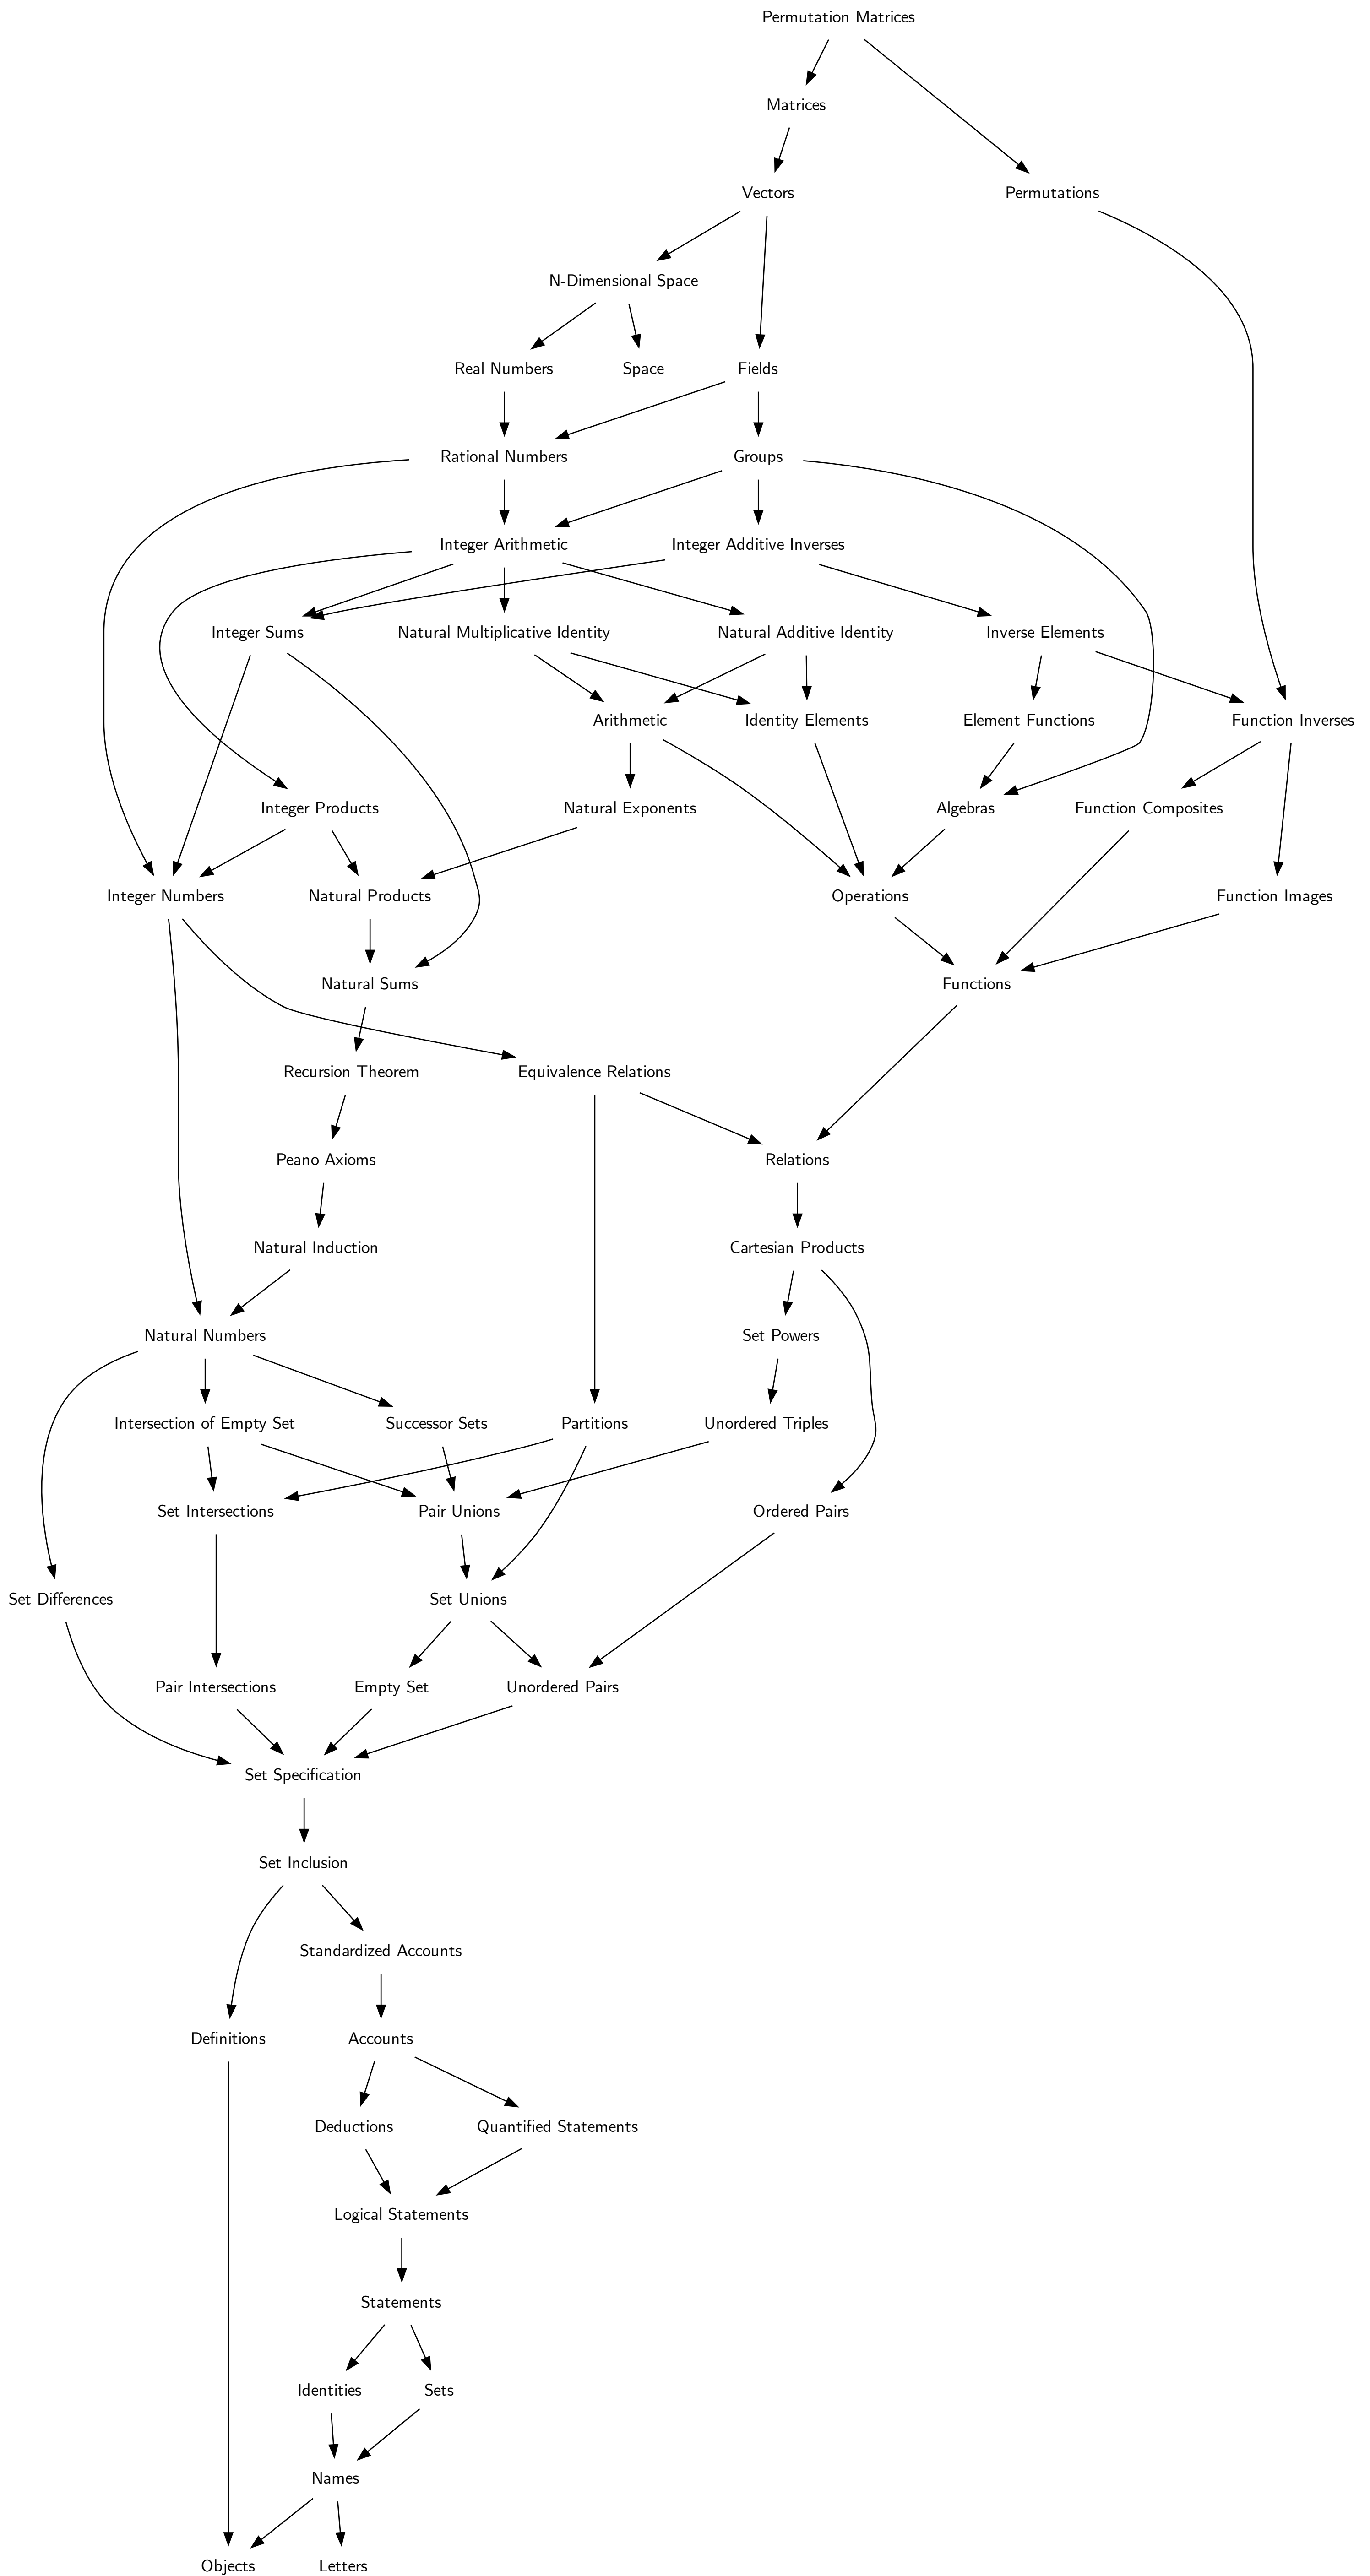 Permutation Matrices
Matrices
Vectors
Permutations
N-Dimensional Space
Real Numbers
Space
Fields
Rational Numbers
Groups
Integer Arithmetic
Integer Additive Inverses
Integer Sums
Natural Multiplicative Identity
Natural Additive Identity
Inverse Elements
Arithmetic
Identity Elements
Element Functions
Function Inverses
Integer Products
Natural Exponents
Algebras
Function Composites
Integer Numbers
Natural Products
Operations
Function Images
Natural Sums
Functions
Recursion Theorem
Equivalence Relations
Peano Axioms
Relations
Natural Induction
Cartesian Products
Natural Numbers
Set Powers
Intersection of Empty Set
Successor Sets
Partitions
Unordered Triples
Set Intersections
Pair Unions
Ordered Pairs
Set Differences
Set Unions
Pair Intersections
Empty Set
Unordered Pairs
Set Specification
Set Inclusion
Standardized Accounts
Definitions
Accounts
Deductions
Quantified Statements
Logical Statements
Statements
Identities
Sets
Names
Objects
Letters